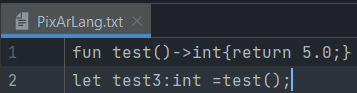 PixArLang.txt
1 fun test()->int{return 5.0;}
2 let test3:int =test();